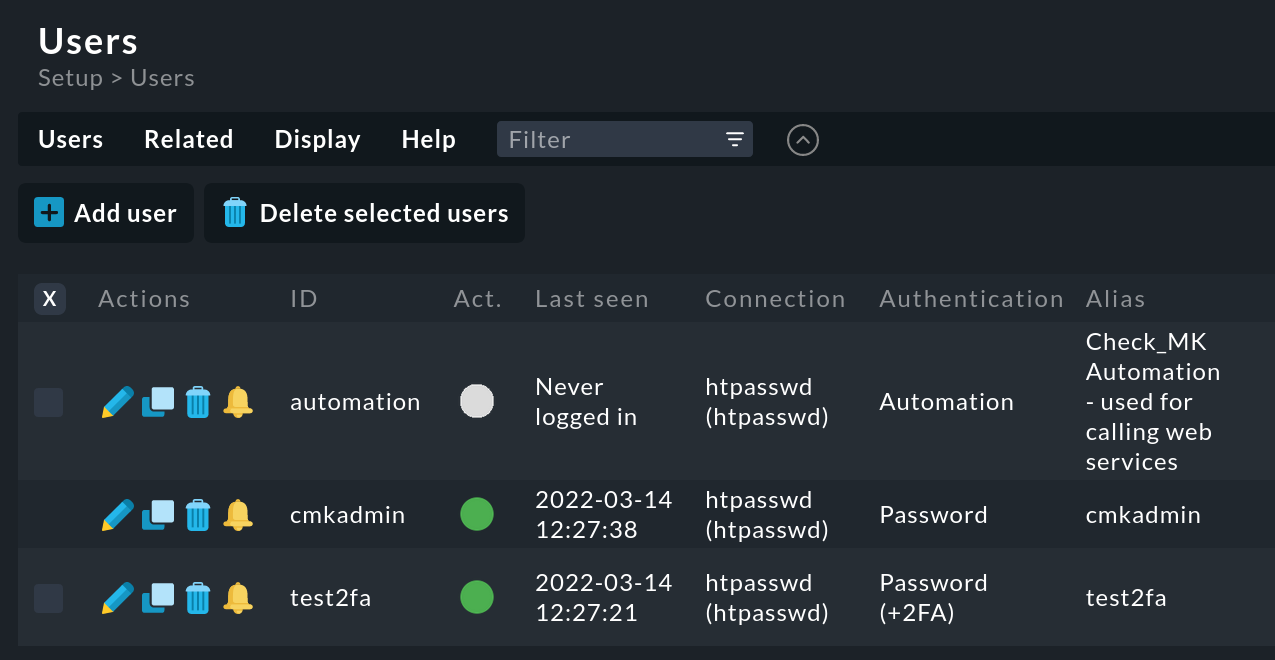 Users
Setup > Users
Users Related Display Help Filter
Add user Delete selected users
X Actions ID Act. Last seen Connection Authentication Alias
automation Never logged in htpasswd (htpasswd) Automation Check_MK Automation - used for calling web services
cmkadmin 2022-03-14 12:27:38 htpasswd (htpasswd) Password cmkadmin
test2fa 2022-03-14 12:27:21 htpasswd (htpasswd) Password (+2FA) test2fa